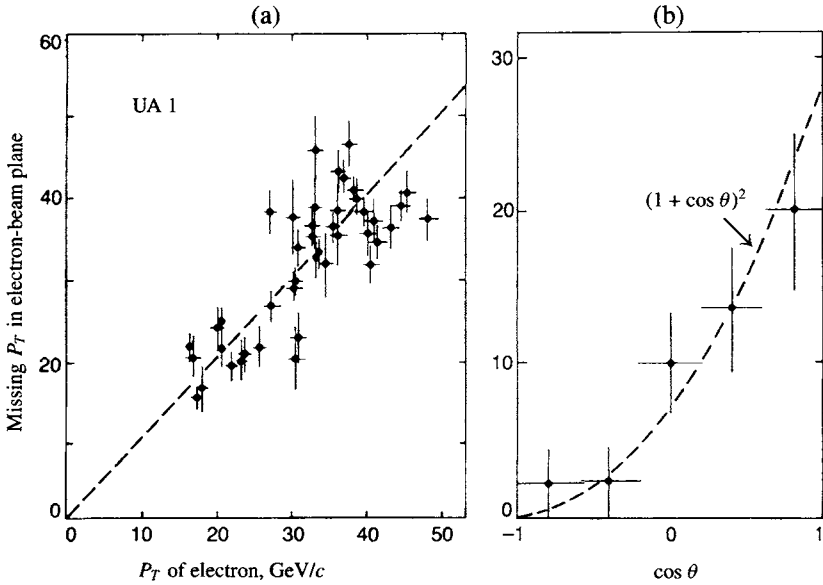 (a)
(b)
60
40
20
0
UA 1
Missing P_T in electron-beam plane
0
10
20
30
40
50
P_T of electron, GeV/c
30
20
10
0
(1 + cos θ)²
−1
0
1
cos θ